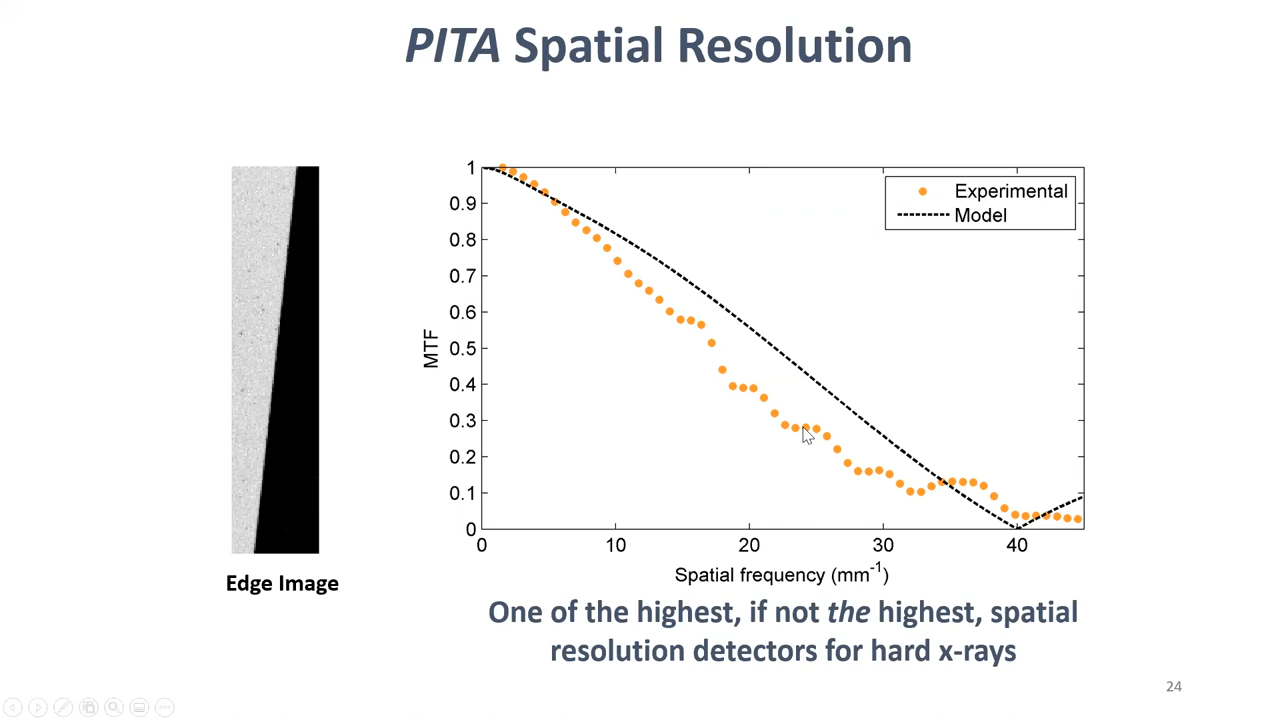 PITA Spatial Resolution
Edge Image
1
0.9
0.8
0.7
0.6
0.5
0.4
0.3
0.2
0.1
0
MTF
0 10 20 30 40
Spatial frequency (mm-1)
Experimental
Model
One of the highest, if not the highest, spatial
resolution detectors for hard x-rays
24